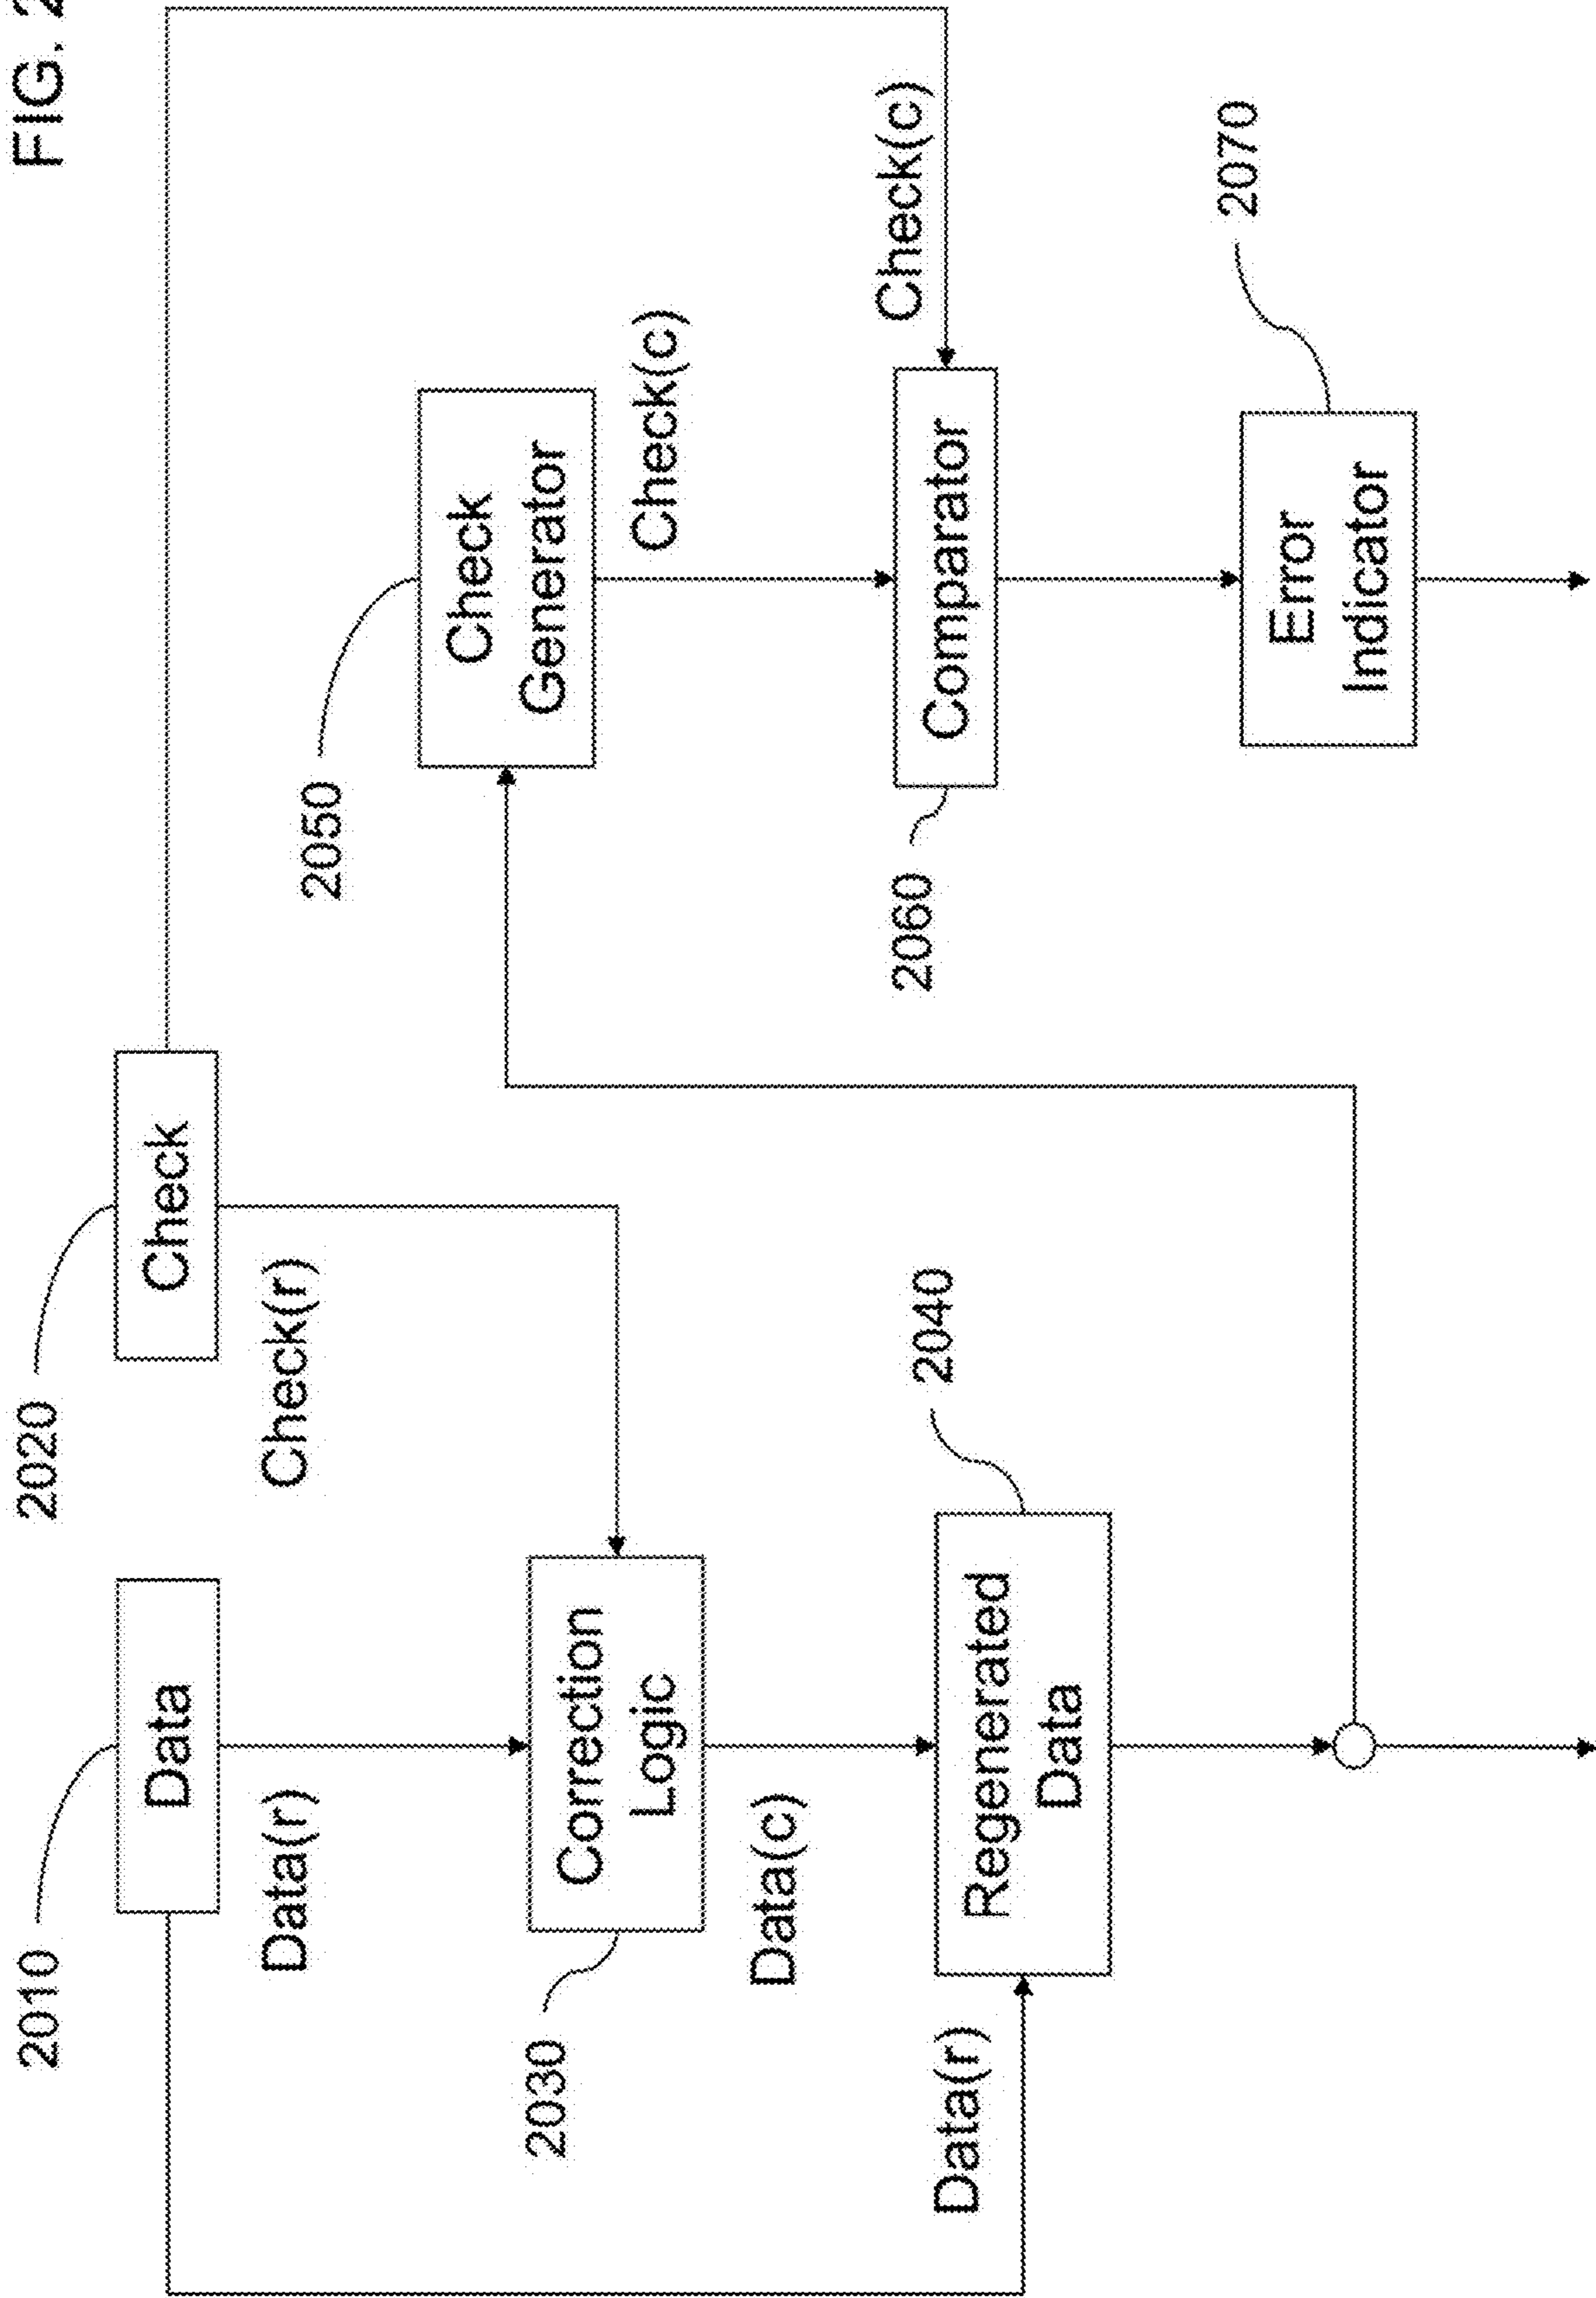 FIG. 2
2010
2020
Data
Check
Data(r)
Check(r)
2050
Check
Generator
2030
Correction
Logic
Check(c)
Data(c)
Check(c)
2060
Comparator
2040
Data(r)
Regenerated
Data
2070
Error
Indicator